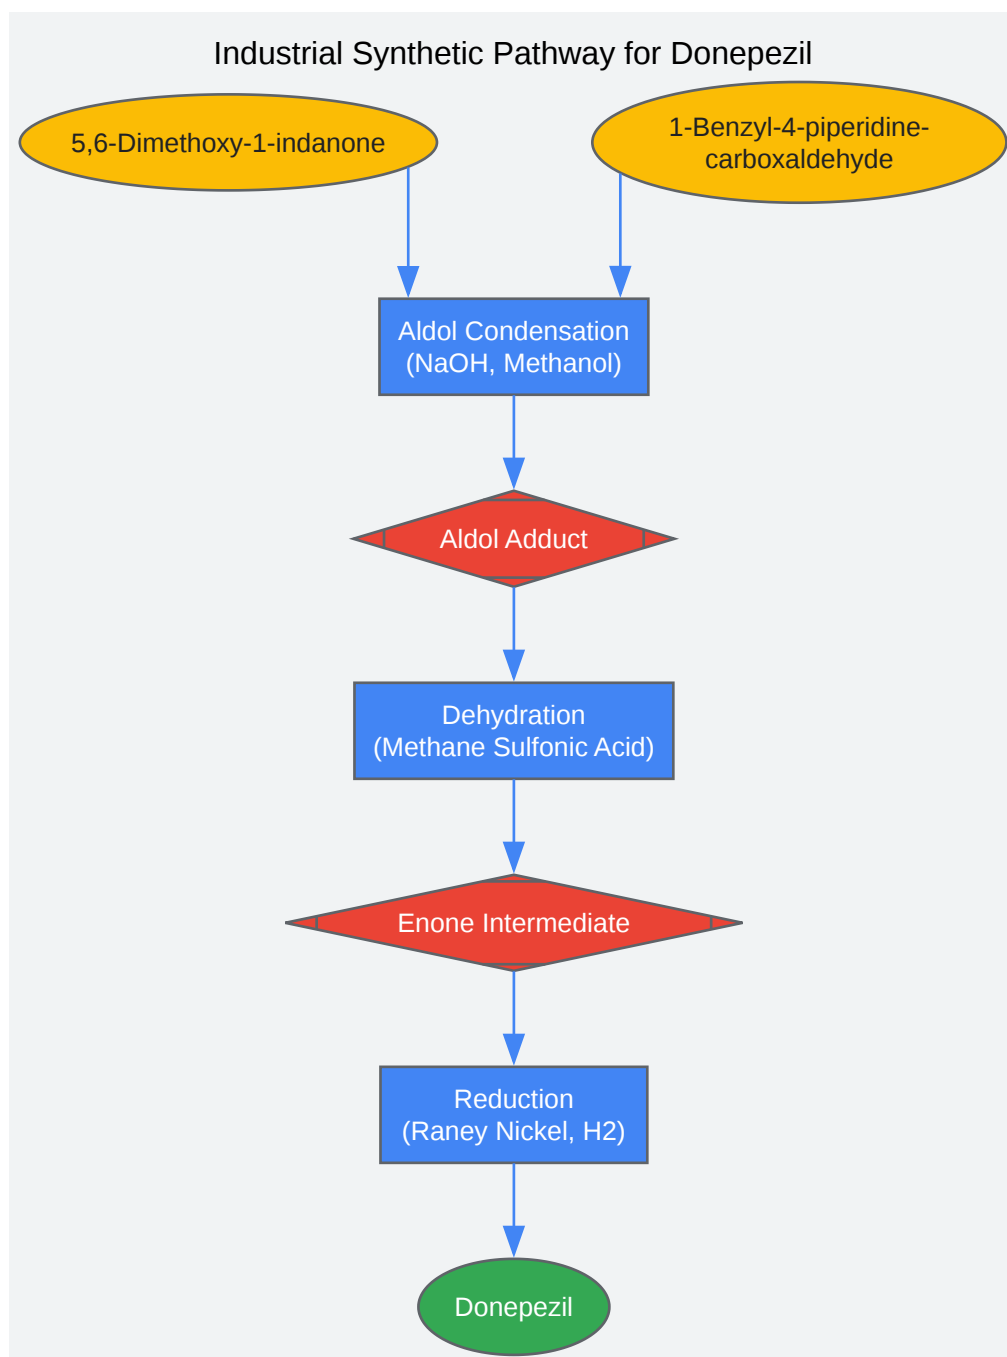 Industrial Synthetic Pathway for Donepezil
5,6-Dimethoxy-1-indanone
1-Benzyl-4-piperidine-
carboxaldehyde
Aldol Condensation
(NaOH, Methanol)
Aldol Adduct
Dehydration
(Methane Sulfonic Acid)
Enone Intermediate
Reduction
(Raney Nickel, H2)
Donepezil